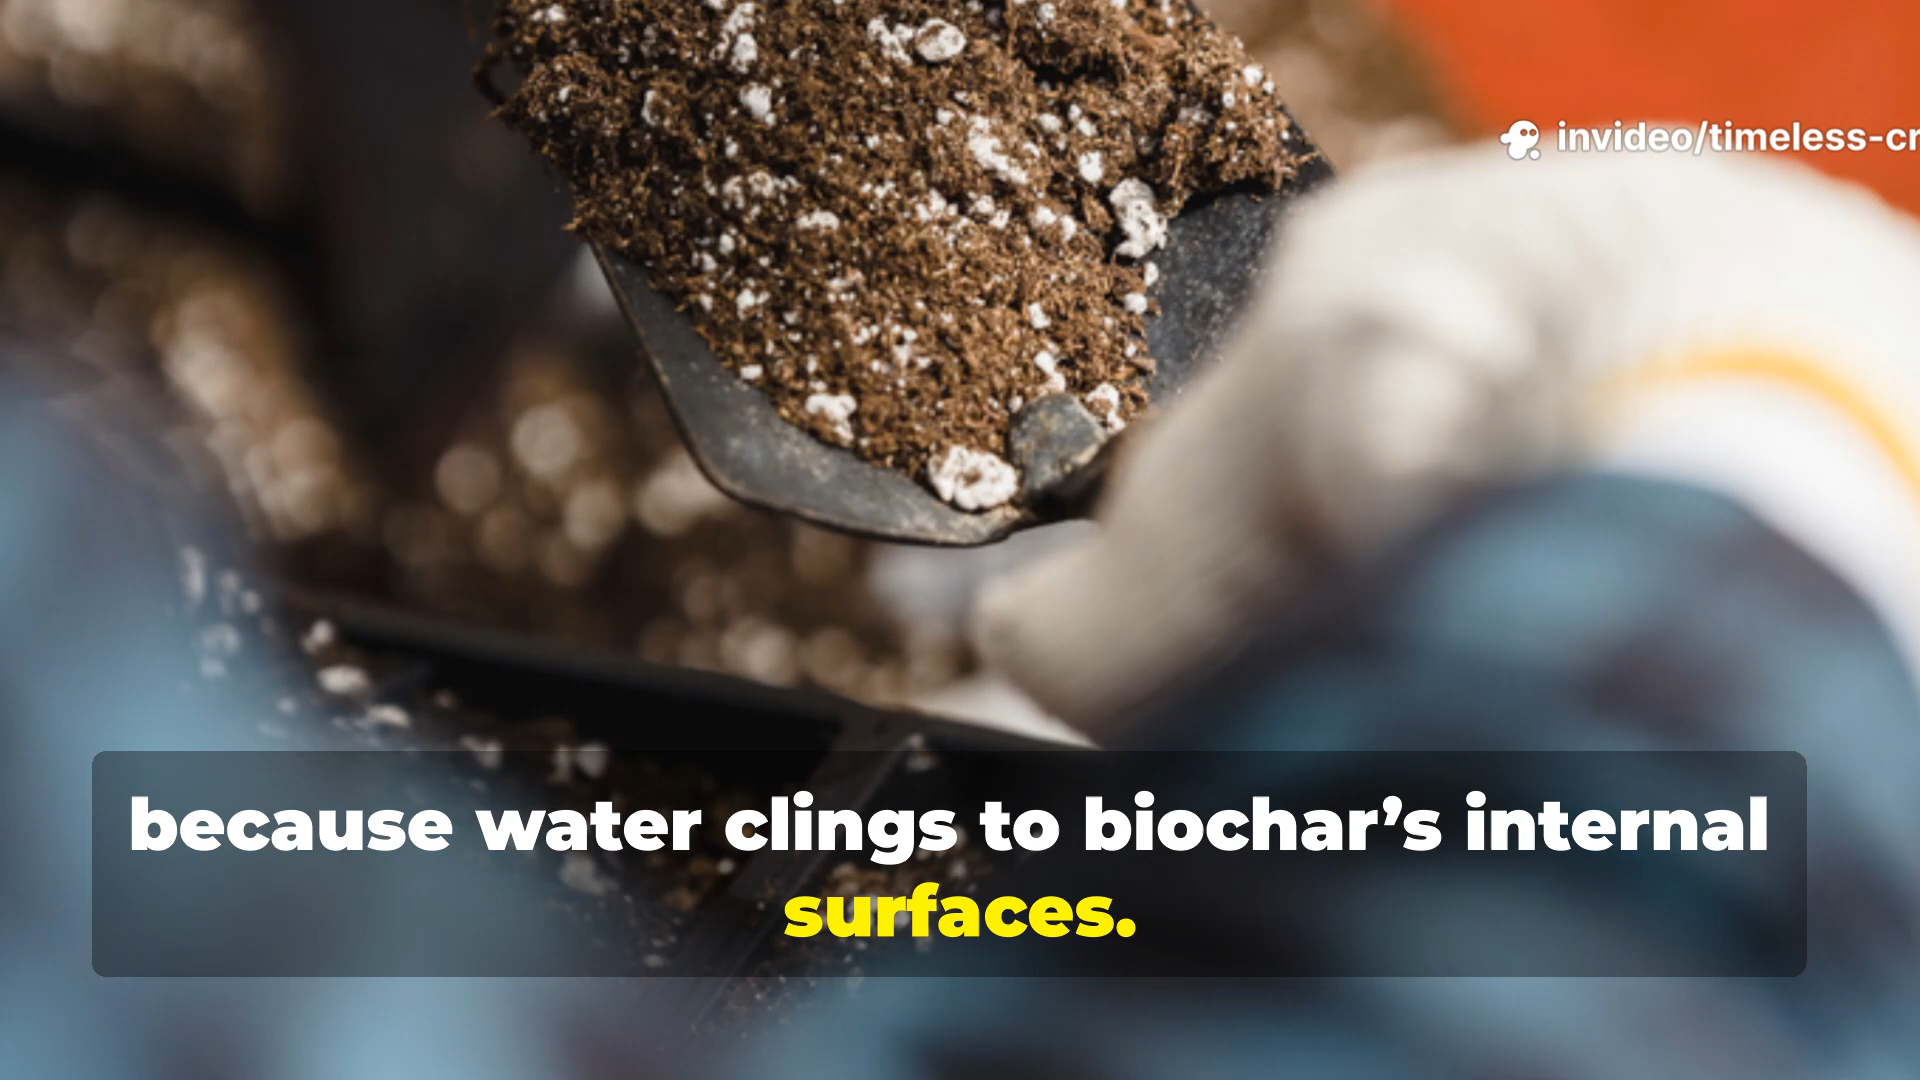 invideo/timeless-cr
because water clings to biochar’s internal
surfaces.